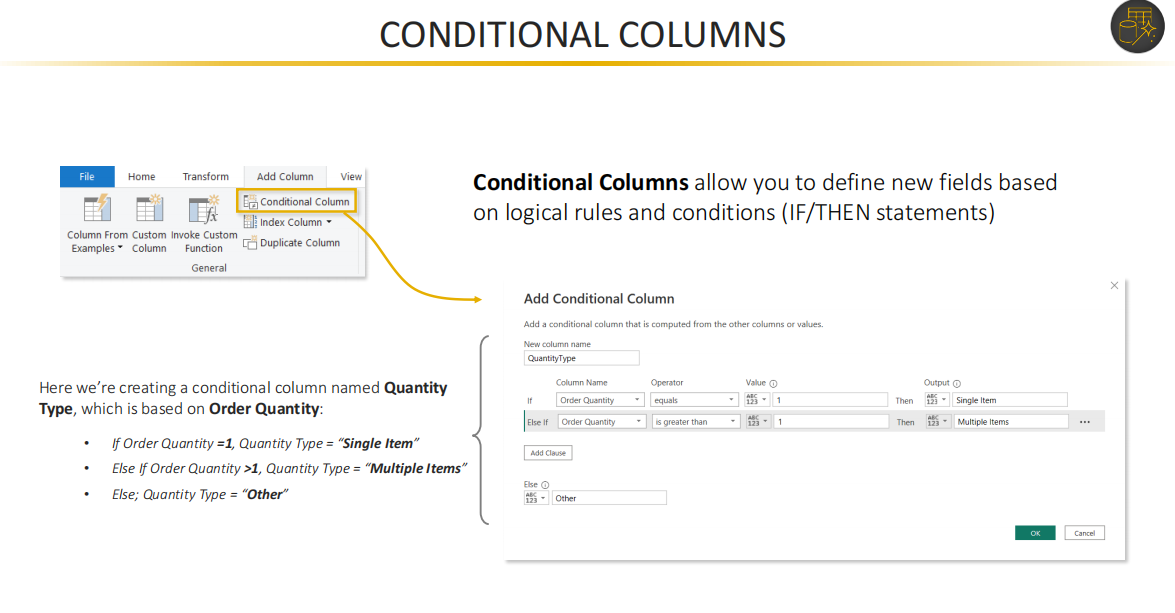 CONDITIONAL COLUMNS
File Home Transform Add Column View
Column From Examples
Custom Column
Invoke Custom Function
Conditional Column
Index Column
Duplicate Column
General
Conditional Columns allow you to define new fields based
on logical rules and conditions (IF/THEN statements)
Here we’re creating a conditional column named Quantity
Type, which is based on Order Quantity:
• If Order Quantity =1, Quantity Type = “Single Item”
• Else If Order Quantity >1, Quantity Type = “Multiple Items”
• Else; Quantity Type = “Other”
Add Conditional Column
Add a conditional column that is computed from the other columns or values.
New column name
QuantityType
Column Name Operator Value Output
If Order Quantity equals ABC 123 1 Then ABC 123 Single Item
Else If Order Quantity is greater than ABC 123 1 Then ABC 123 Multiple Items ...
Add Clause
Else
ABC 123 Other
OK Cancel